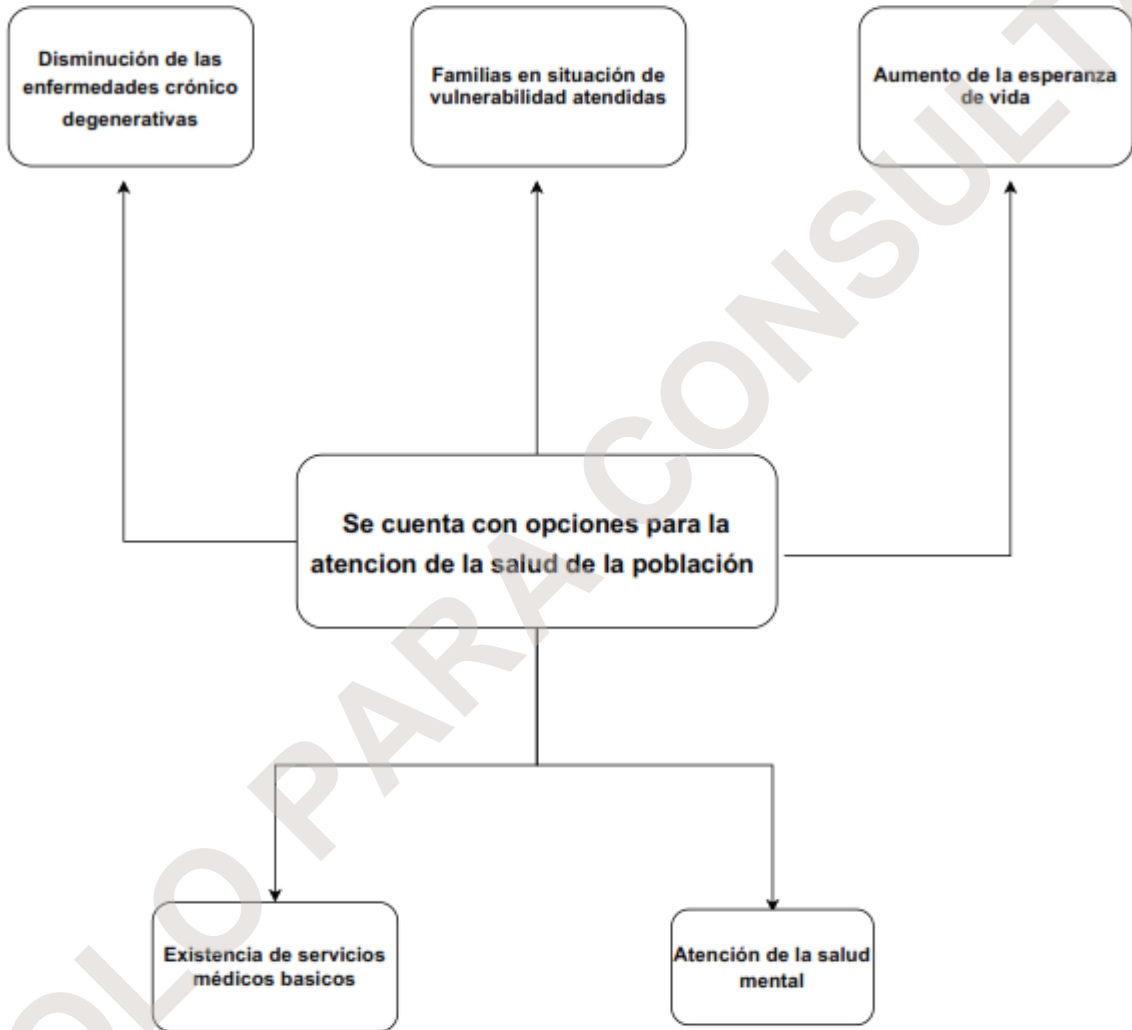 Disminución de las
enfermedades crónico
degenerativas
Familias en situación de
vulnerabilidad atendidas
Aumento de la esperanza
de vida
Se cuenta con opciones para la
atencion de la salud de la población
Existencia de servicios
médicos basicos
Atención de la salud
mental
OLO PARA CONSULT